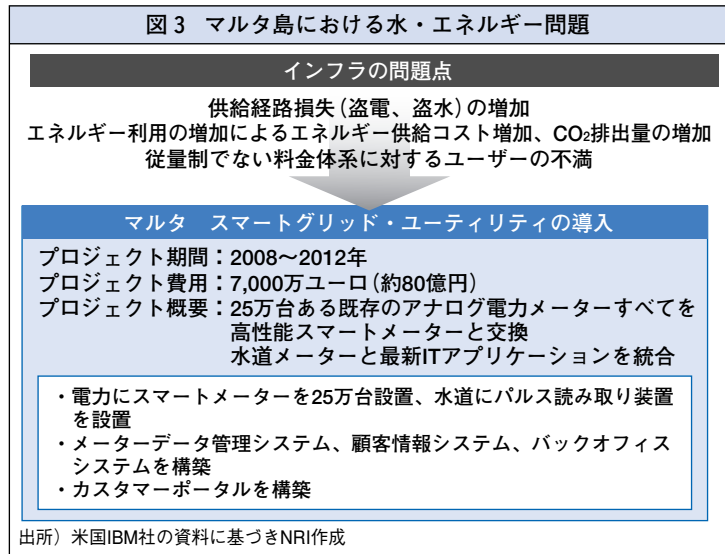 図3 マルタ島における水・エネルギー問題
インフラの問題点
供給経路損失(盗電、盗水)の増加
エネルギー利用の増加によるエネルギー供給コスト増加、CO₂排出量の増加
従量制でない料金体系に対するユーザーの不満
マルタ スマートグリッド・ユーティリティの導入
プロジェクト期間:2008〜2012年
プロジェクト費用:7,000万ユーロ(約80億円)
プロジェクト概要:25万台ある既存のアナログ電力メーターすべてを
高性能スマートメーターと交換
水道メーターと最新ITアプリケーションを統合
・電力にスマートメーターを25万台設置、水道にパルス読み取り装置
を設置
・メーターデータ管理システム、顧客情報システム、バックオフィス
システムを構築
・カスタマーポータルを構築
出所)米国IBM社の資料に基づきNRI作成